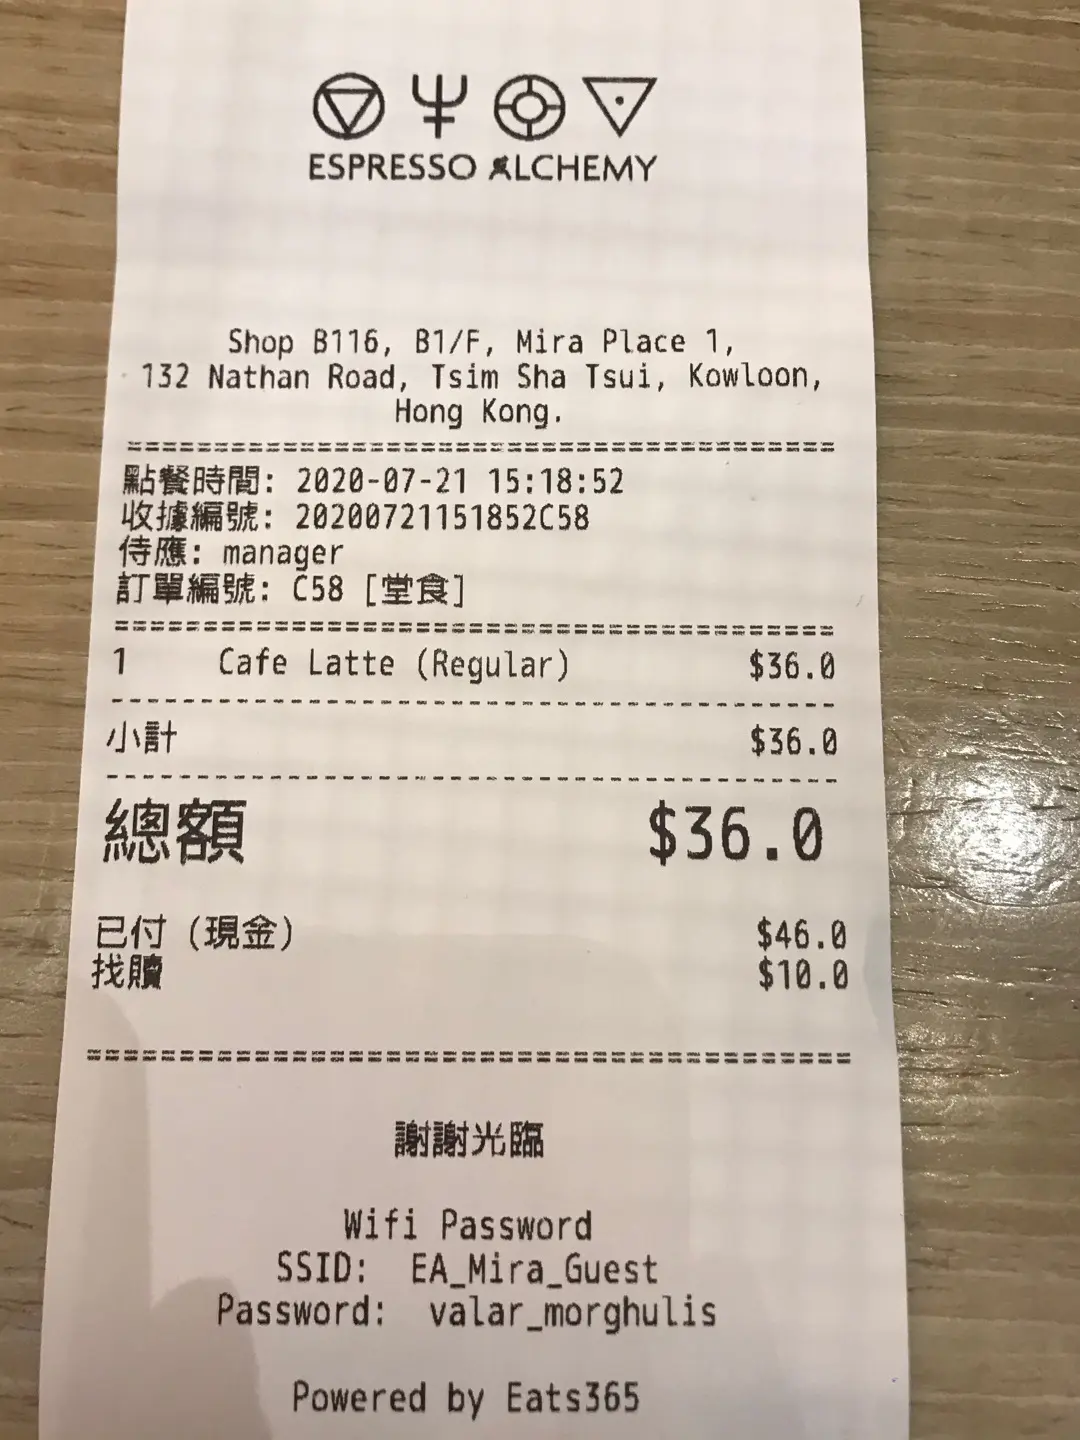 ESPRESSO ALCHEMY
Shop B116, B1/F, Mira Place 1,
132 Nathan Road, Tsim Sha Tsui, Kowloon,
Hong Kong.
點餐時間: 2020-07-21 15:18:52
收據編號: 20200721151852C58
侍應: manager
訂單編號: C58 [堂食]
1 Cafe Latte (Regular) $36.0
小計 $36.0
總額 $36.0
已付 (現金) $46.0
找贖 $10.0
謝謝光臨
Wifi Password
SSID: EA_Mira_Guest
Password: valar_morghulis
Powered by Eats365